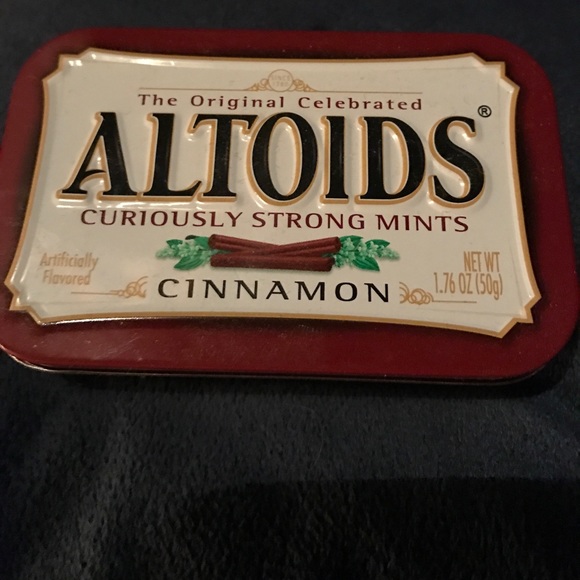 The Original Celebrated
ALTOIDS®
CURIOUSLY STRONG MINTS
Artificially
Flavored
CINNAMON
NET WT
1.76 OZ (50g)